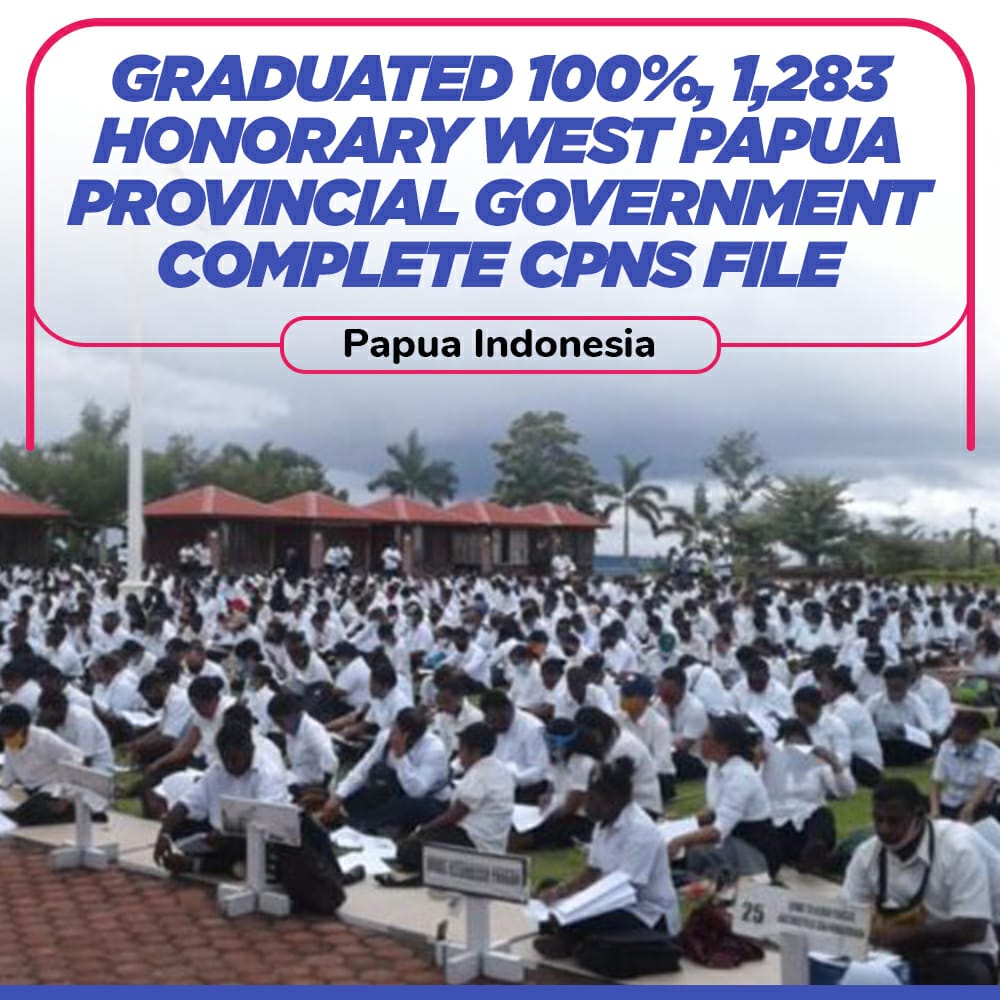 GRADUATED 100%, 1,283
HONORARY WEST PAPUA
PROVINCIAL GOVERNMENT
COMPLETE CPNS FILE
Papua Indonesia
25